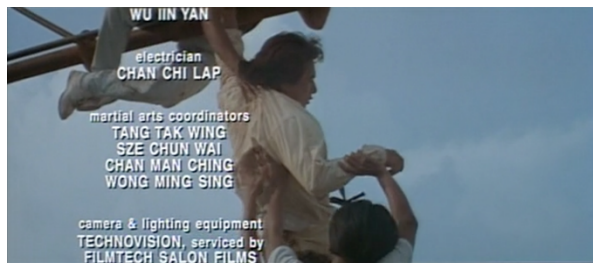 WU JIN YAN
electrician
CHAN CHI LAP
martial arts coordinators
TANG TAK WING
SZE CHUN WAI
CHAN MAN CHING
WONG MING SING
camera & lighting equipment
TECHNOVISION, serviced by
FILMTECH SALON FILMS